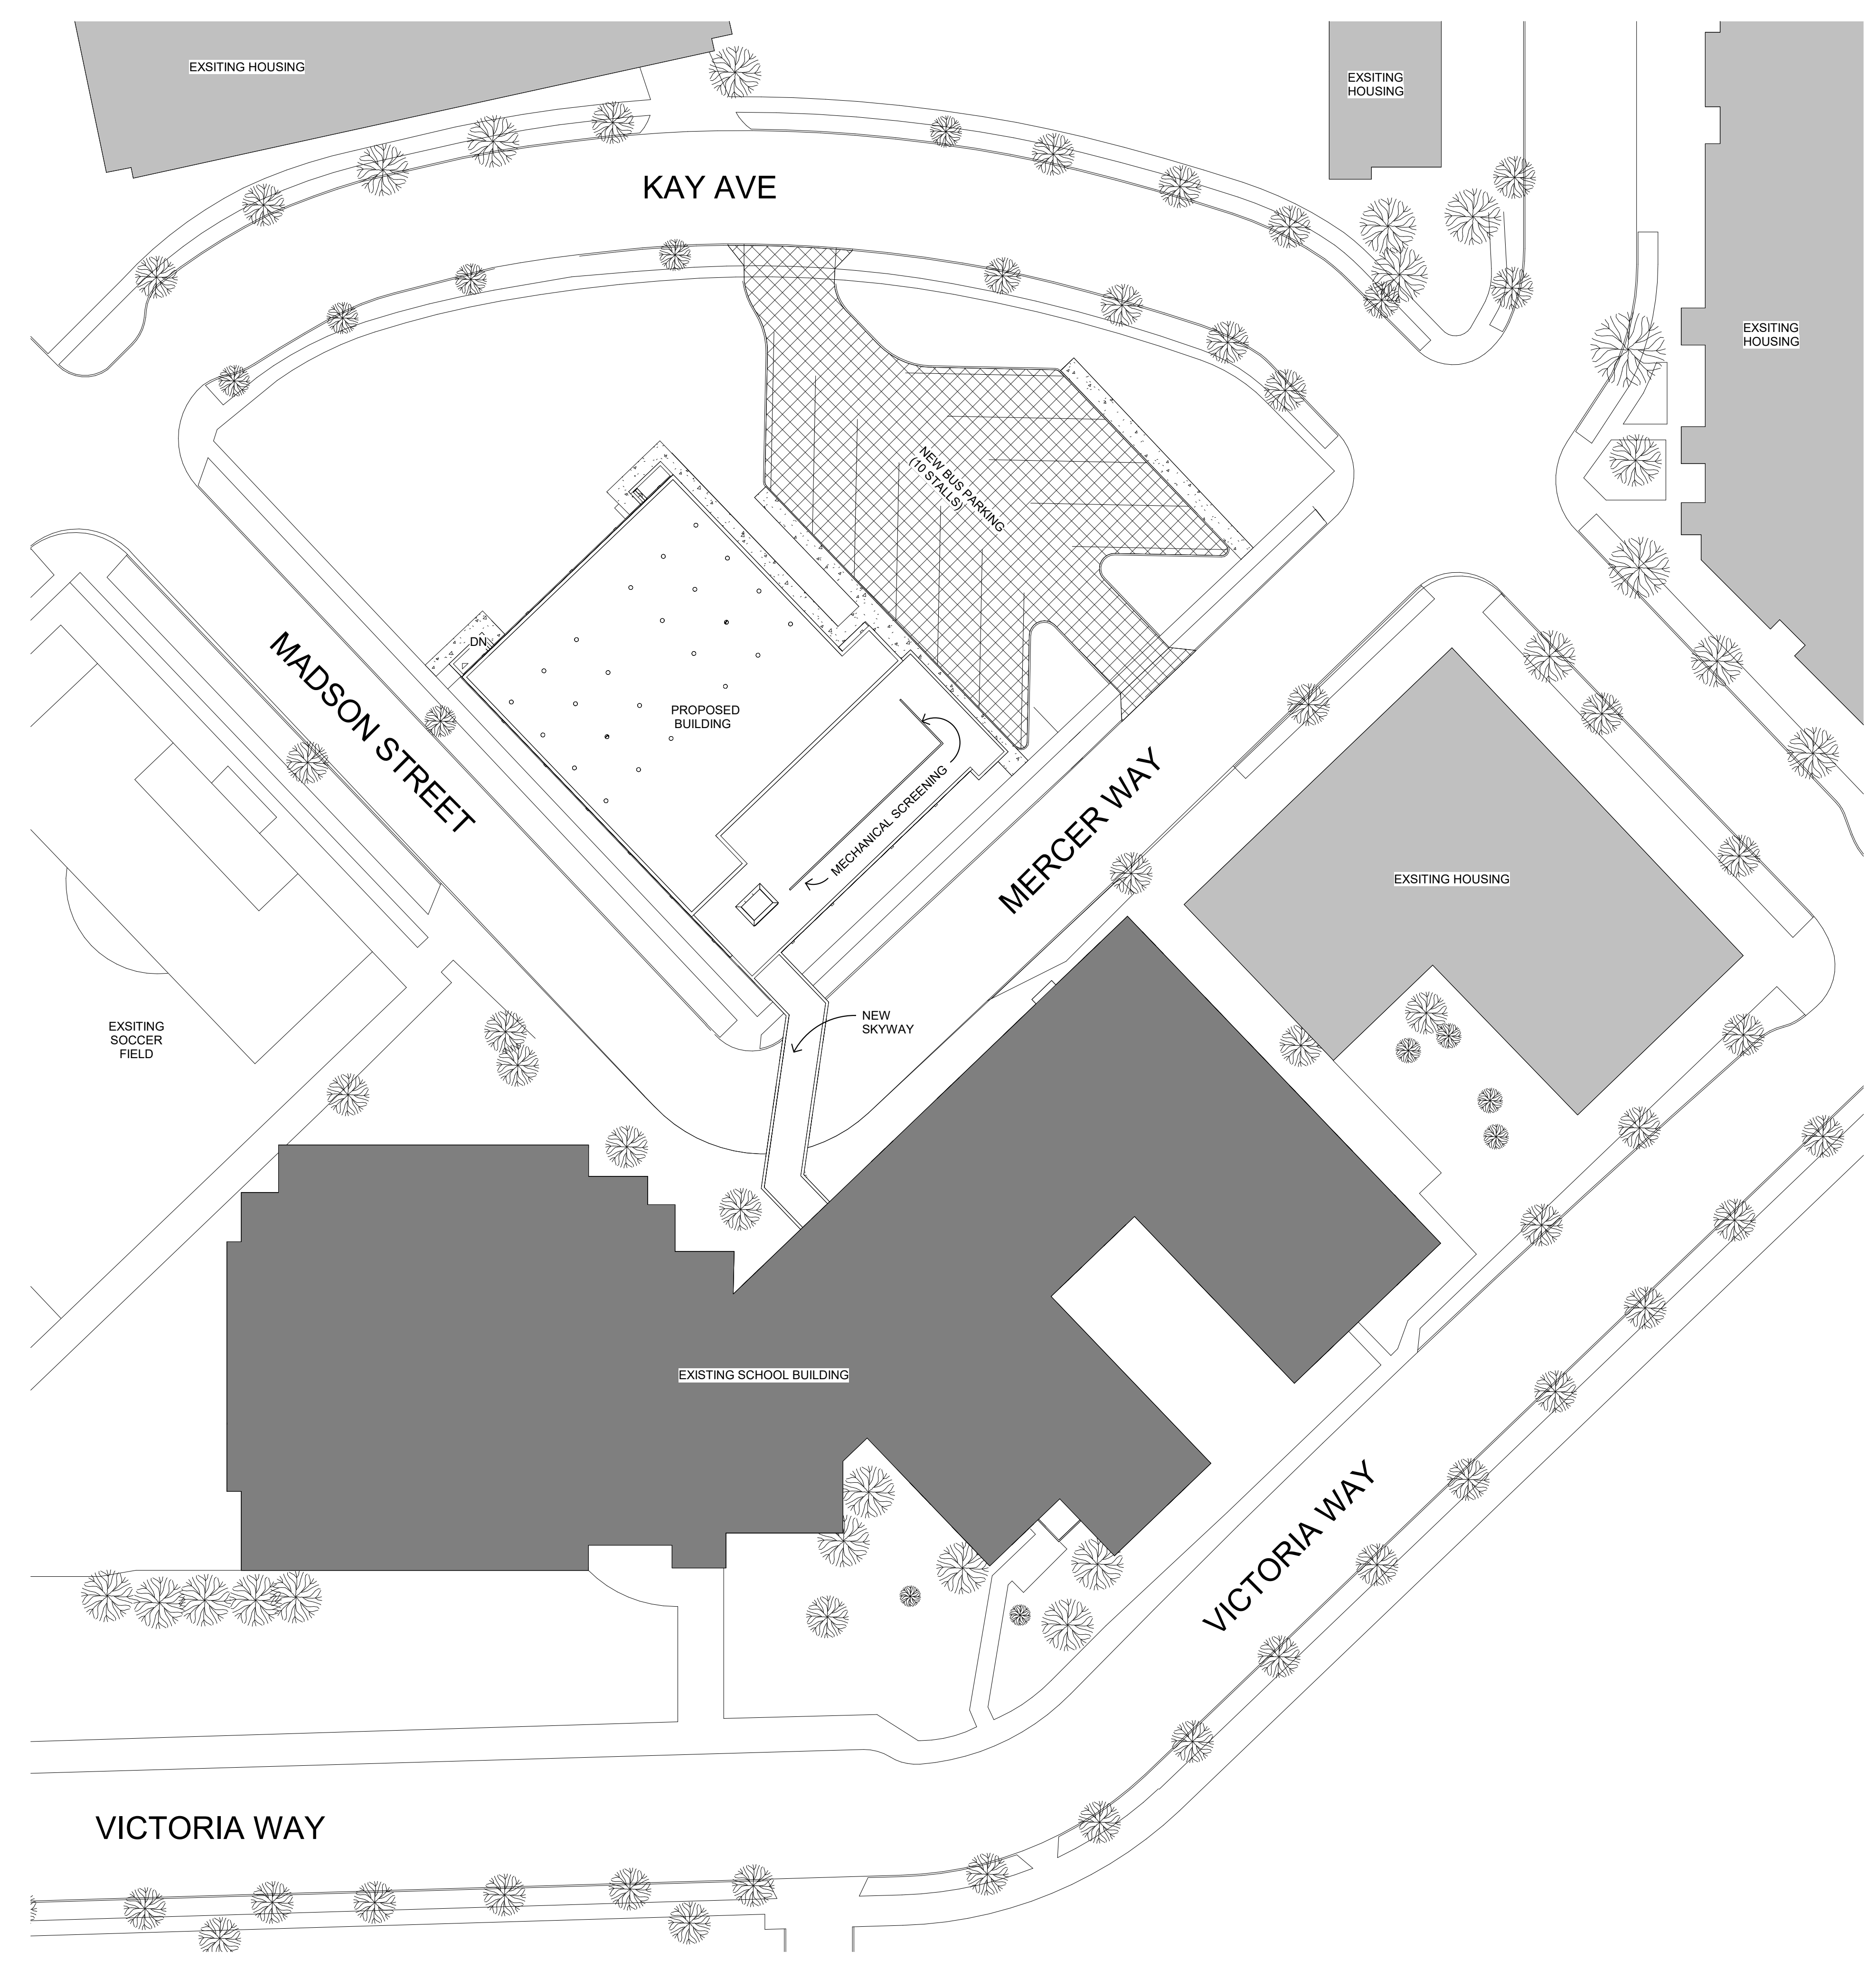 EXSITING HOUSING
EXSITING
HOUSING
KAY AVE
EXSITING
HOUSING
NEW BUS PARKING
(10 STALLS)
DN
MADSON STREET
PROPOSED
BUILDING
MECHANICAL SCREENING
MERCER WAY
EXSITING HOUSING
NEW
SKYWAY
EXSITING
SOCCER
FIELD
EXISTING SCHOOL BUILDING
VICTORIA WAY
VICTORIA WAY